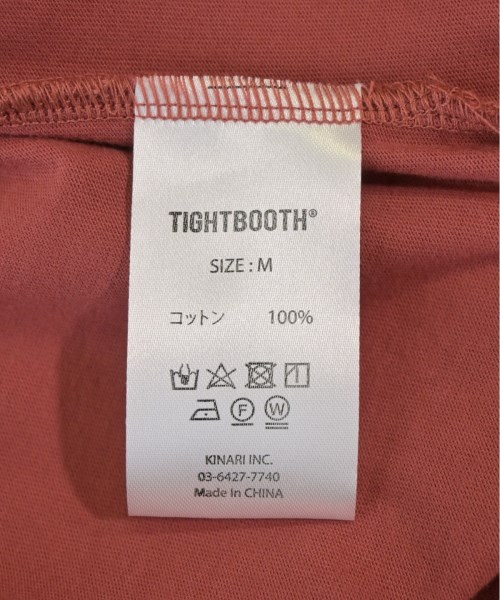 TIGHTBOOTH®
SIZE : M
コットン 100%
F W
KINARI INC.
03-6427-7740
Made In CHINA